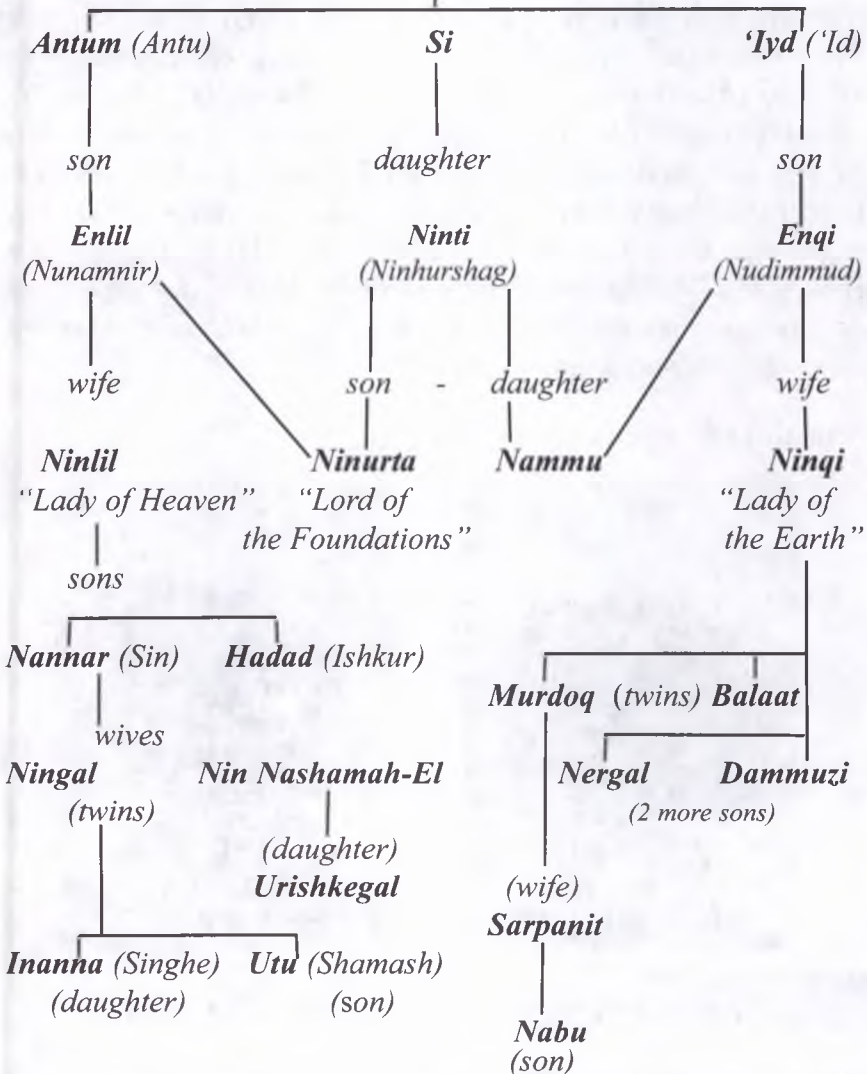 Antum (Antu) Si 'Iyd ('Id)
son daughter son
Enlil Ninti Enqi
(Nunamnir) (Ninhurshag) (Nudimmud)
wife son - daughter wife
Ninlil Ninurta Nammu Ninqi
"Lady of Heaven" "Lord of "Lady of
the Foundations" the Earth"
sons
Nannar (Sin) Hadad (Ishkur)
Murdoq (twins) Balaat
wives
Ningal Nin Nashamah-El Nergal Dammuzi
(twins) (2 more sons)
(daughter)
Urishkegal (wife)
Sarpanit
Inanna (Singhe) Utu (Shamash)
(daughter) (son)
Nabu
(son)